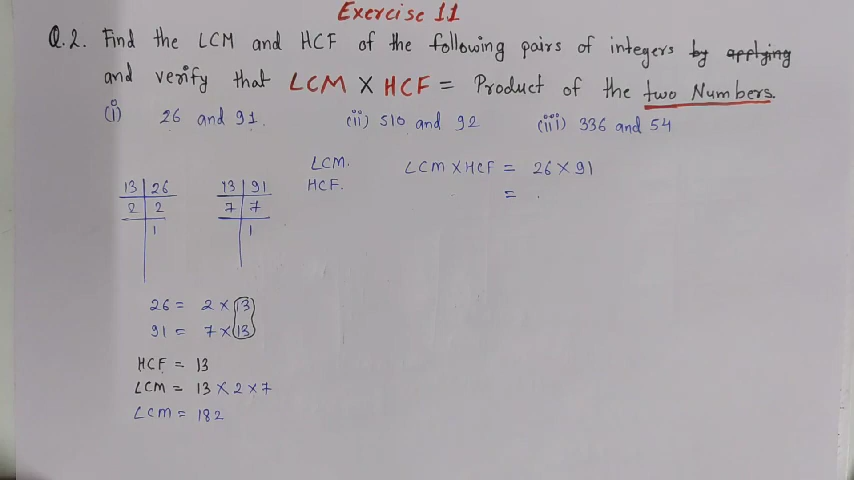 Exercise 11
Q.2. Find the LCM and HCF of the following pairs of integers by applying
and verify that LCM X HCF = Product of the two Numbers.
(i) 26 and 91. (ii) 510 and 92 (iii) 336 and 54
LCM. LCM X HCF = 26 X 91
HCF. = .
13 | 26 13 | 91
2 | 2 7 | 7
1 1
26 = 2 X 13
91 = 7 X 13
HCF = 13
LCM = 13 X 2 X 7
LCM = 182